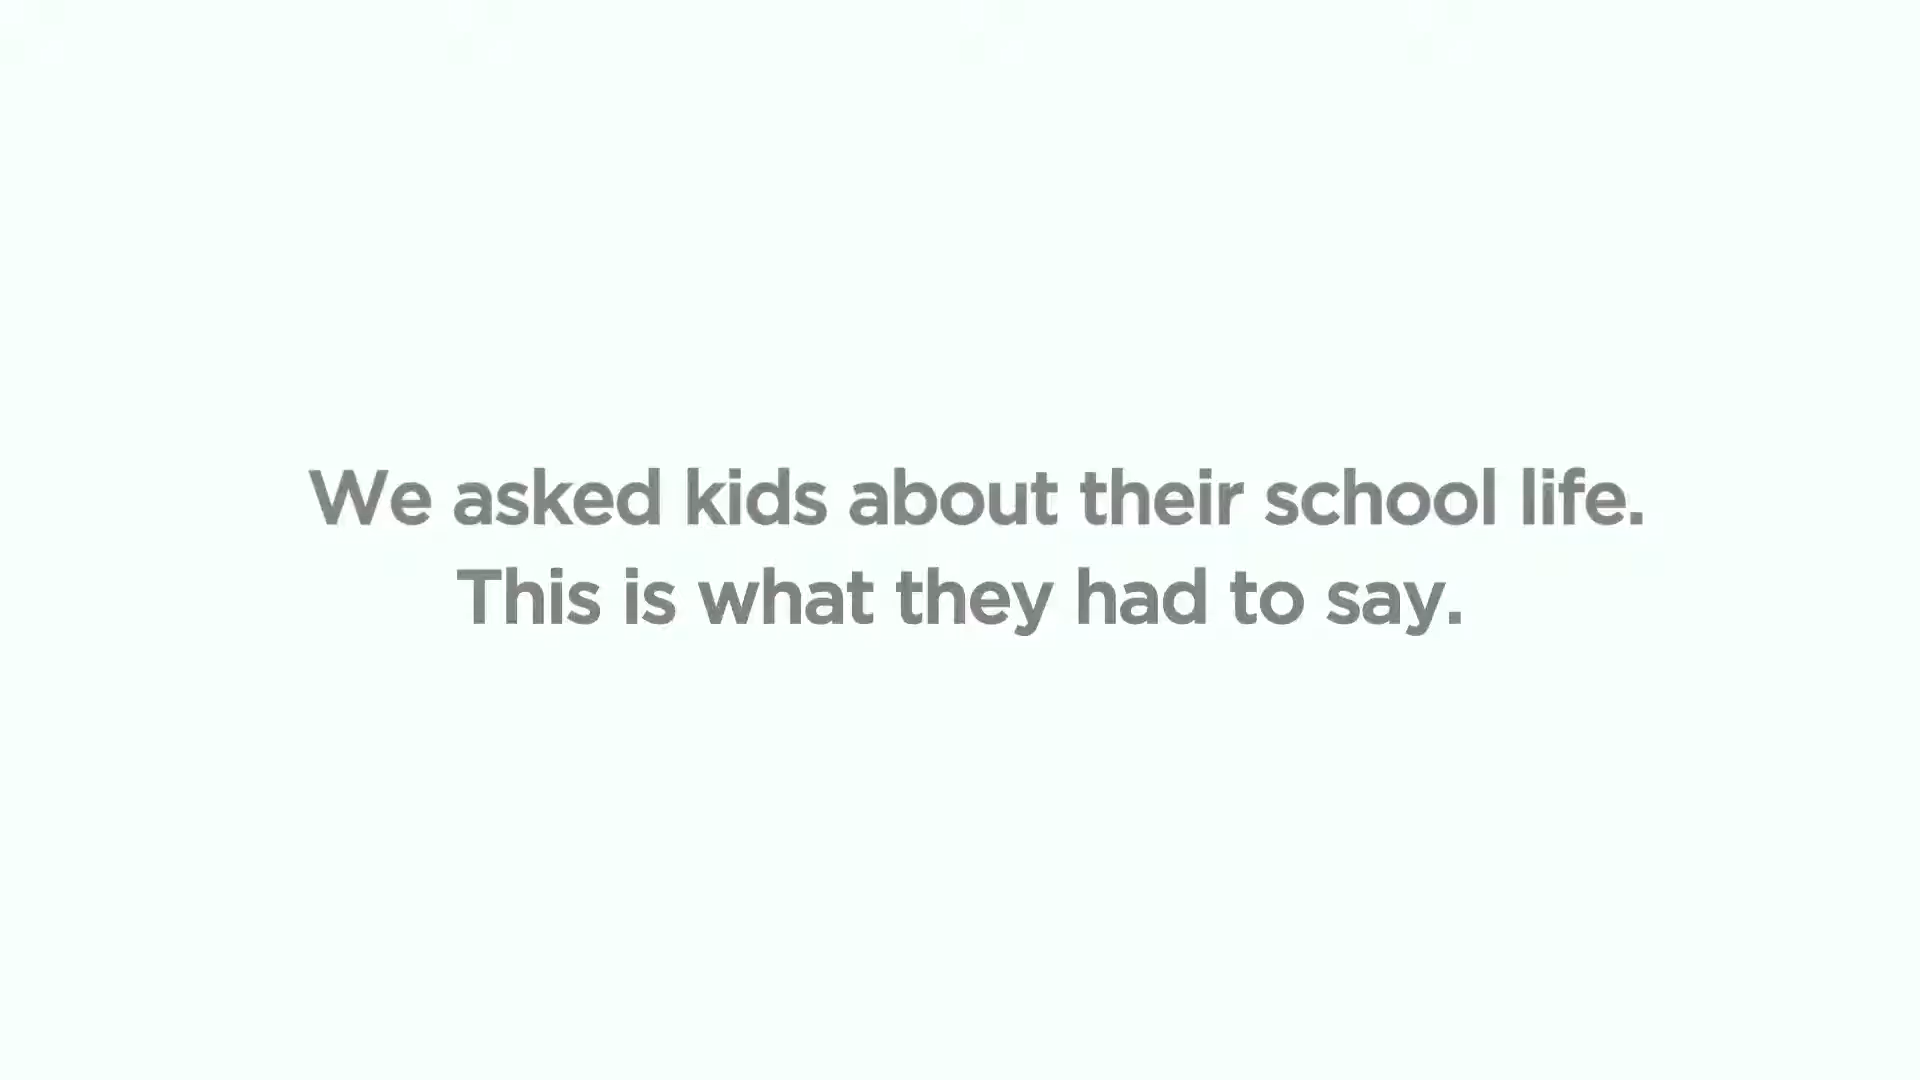 We asked kids about their school life.
This is what they had to say.